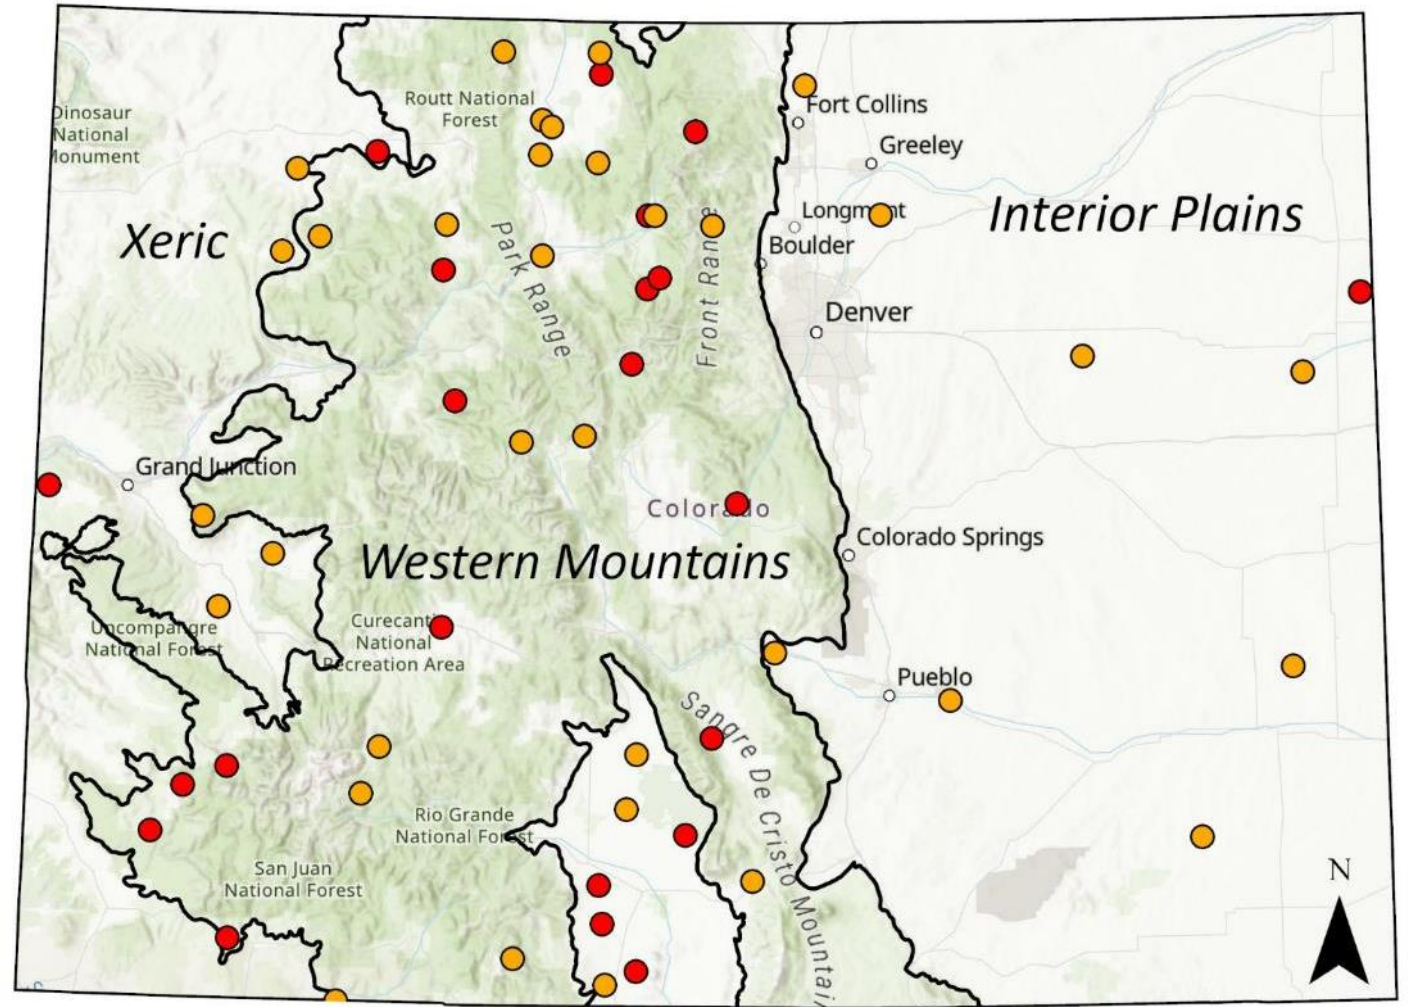 Dinosaur
National
Monument
Routt National
Forest
Fort Collins
Greeley
Longmont
Interior Plains
Xeric
Boulder
Park Range
Front Range
Denver
Grand Junction
Colorado
Western Mountains
Colorado Springs
Uncompahgre
National Forest
Curecanti
National
Recreation Area
Pueblo
Sangre De Cristo Mountai
Rio Grande
National Forest
San Juan
National Forest
N